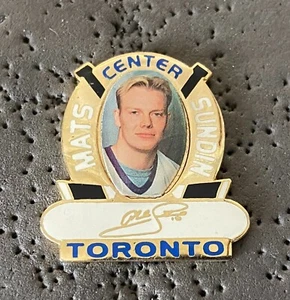 CENTER
MATS
SUNDIN
TORONTO